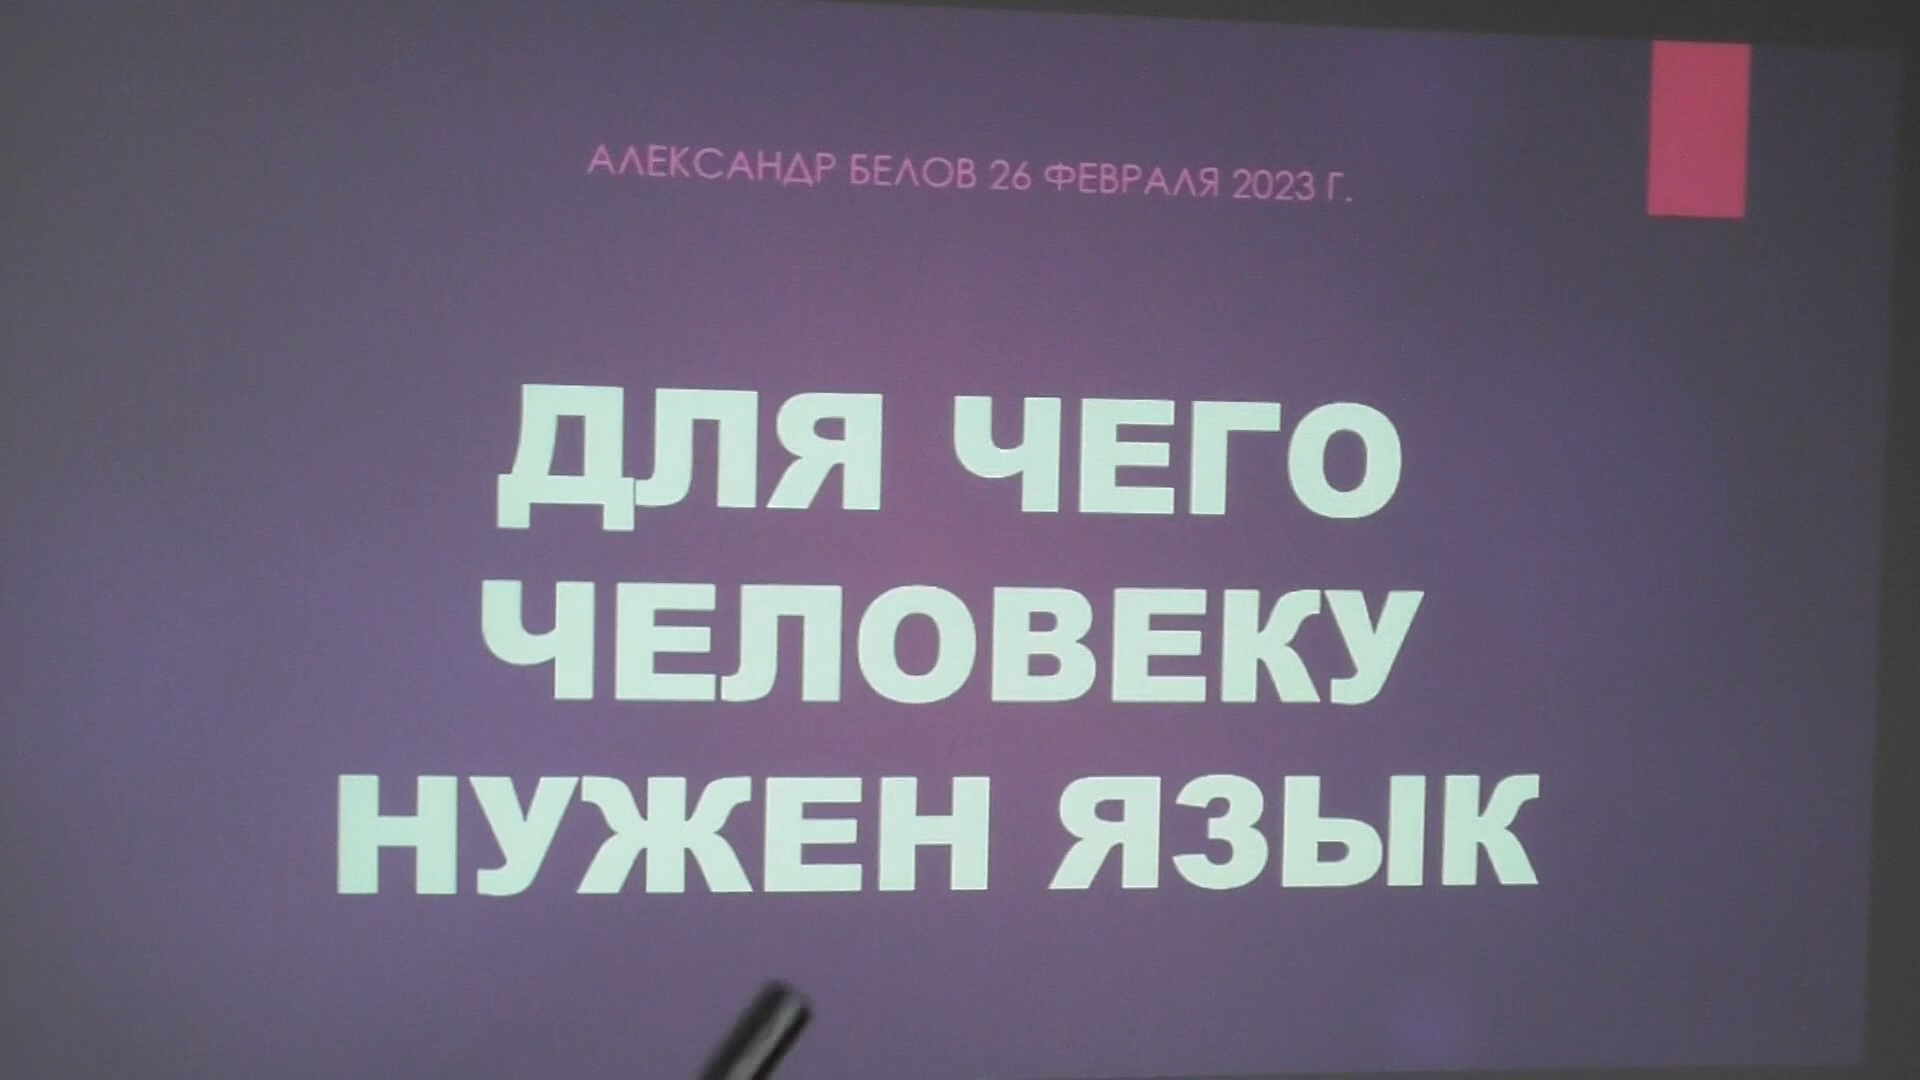 АЛЕКСАНДР БЕЛОВ 26 ФЕВРАЛЯ 2023 Г.
ДЛЯ ЧЕГО
ЧЕЛОВЕКУ
НУЖЕН ЯЗЫК